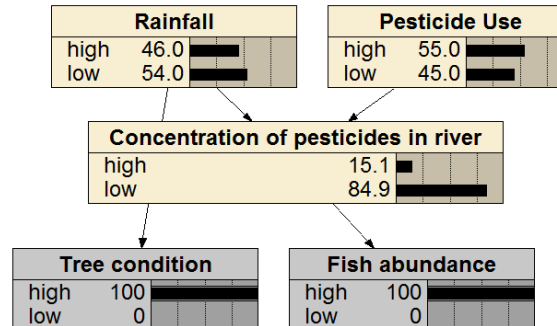 Rainfall
high 46.0
low 54.0
Pesticide Use
high 55.0
low 45.0
Concentration of pesticides in river
high 15.1
low 84.9
Tree condition
high 100
low 0
Fish abundance
high 100
low 0